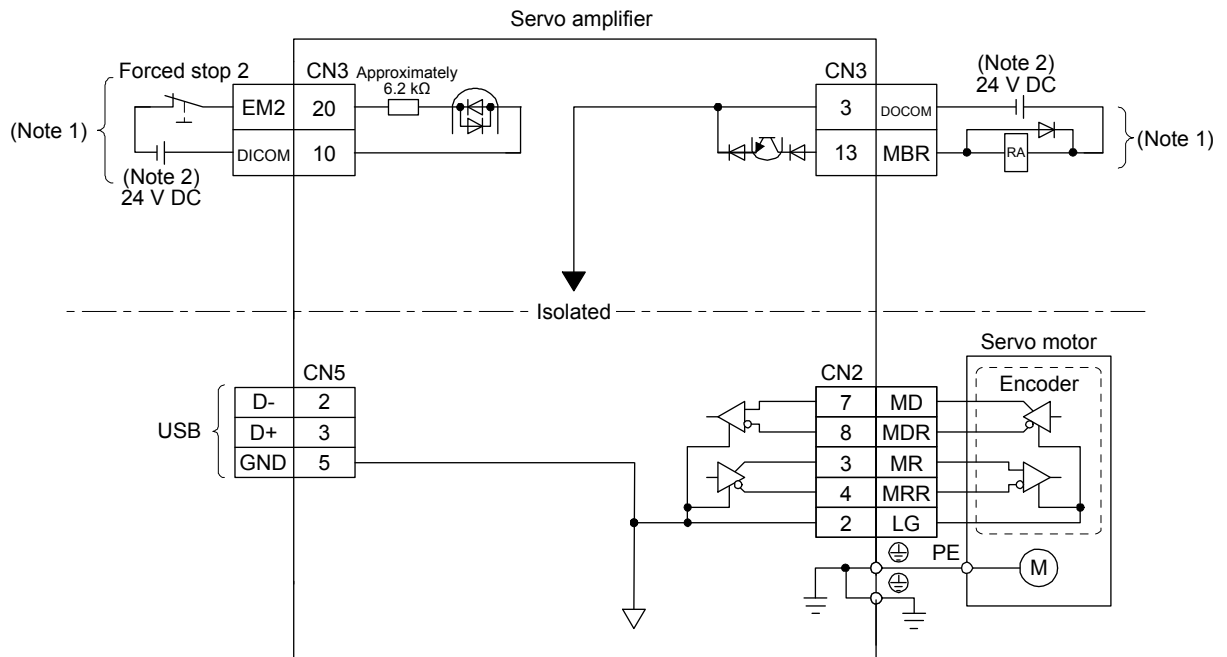 Servo amplifier
Forced stop 2
CN3
Approximately
6.2 kΩ
EM2
20
DICOM
10
(Note 1)
(Note 2)
24 V DC
CN3
(Note 2)
24 V DC
3
DOCOM
13
MBR
RA
(Note 1)
Isolated
Servo motor
CN5
D-
2
D+
3
GND
5
USB
CN2
Encoder
7
MD
8
MDR
3
MR
4
MRR
2
LG
PE
M